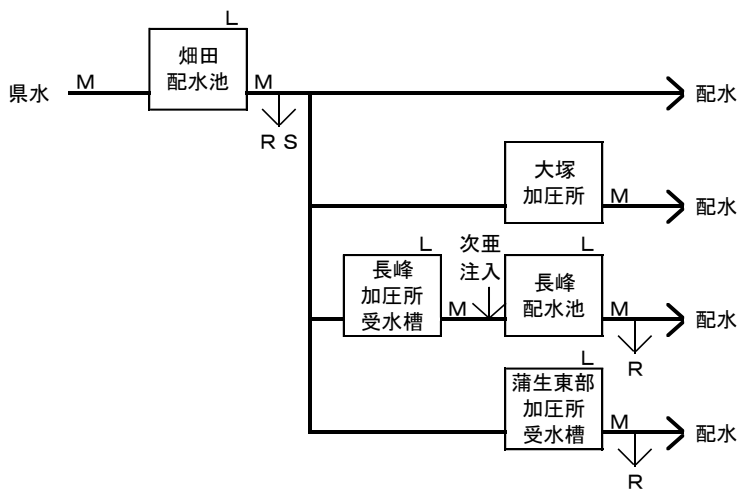 L
畑田
配水池
県水
M
M
配水
R S
大塚
加圧所
M
配水
L
次亜
注入
L
長峰
加圧所
受水槽
M
長峰
配水池
M
配水
R
L
蒲生東部
加圧所
受水槽
M
配水
R